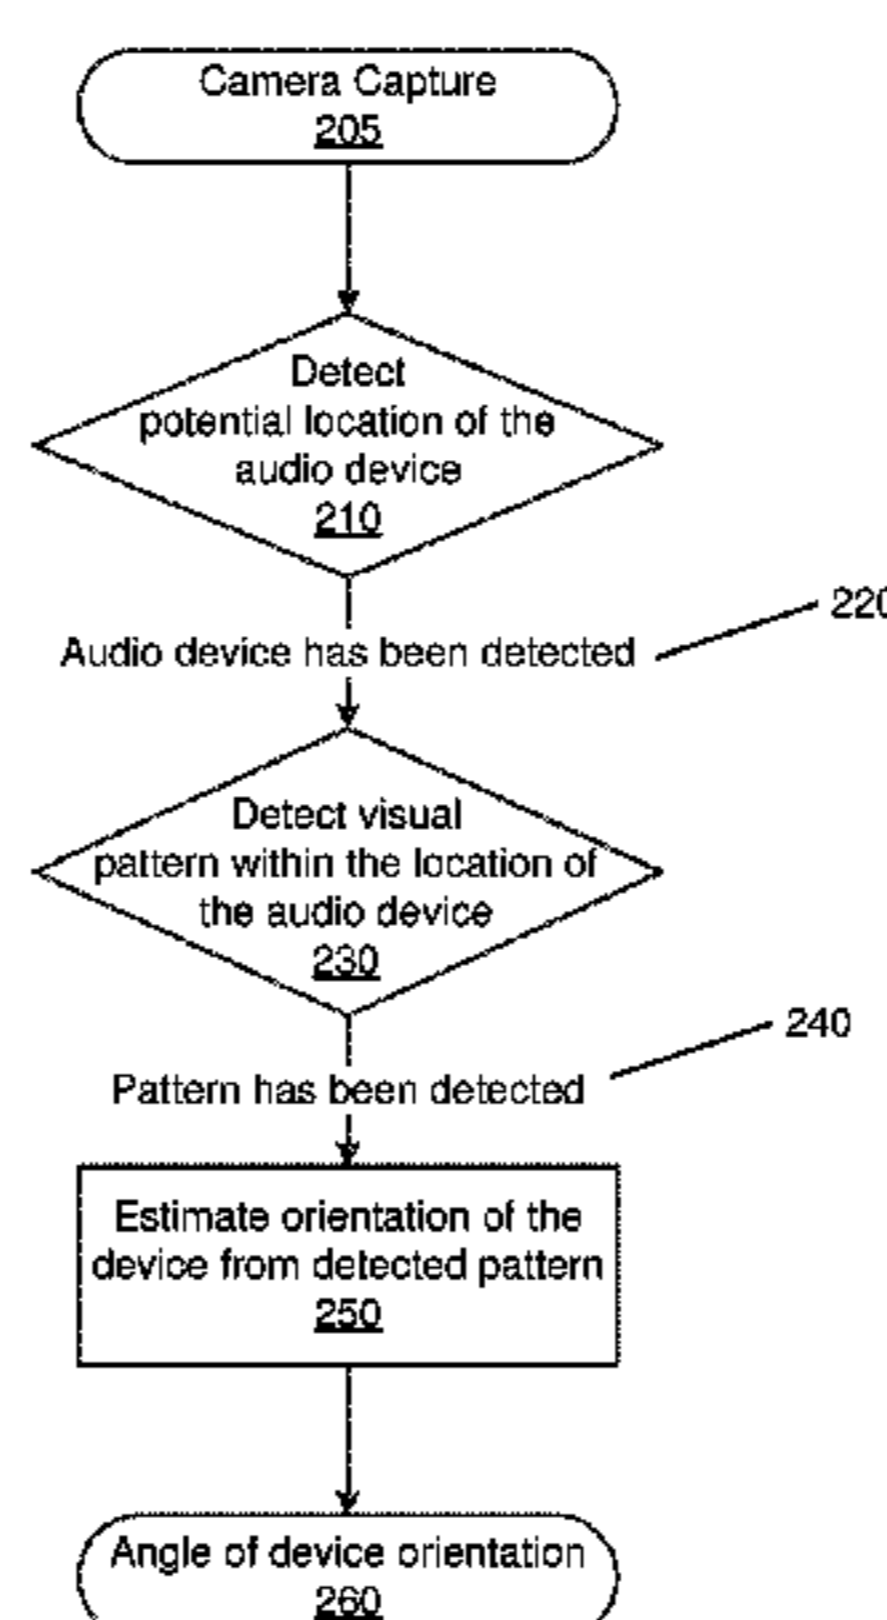 Camera Capture
205
Detect
potential location of the
audio device
210
220
Audio device has been detected
Detect visual
pattern within the location of
the audio device
230
240
Pattern has been detected
Estimate orientation of the
device from detected pattern
250
Angle of device orientation
260